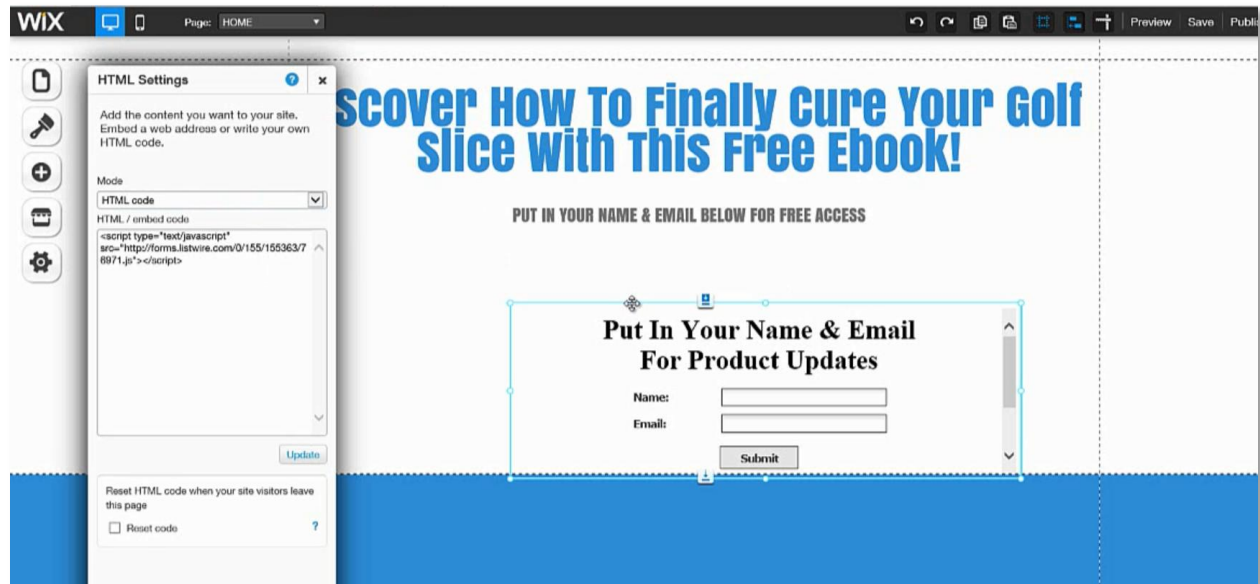 WIX
Page: HOME
Preview Save Publi
HTML Settings ? x
Add the content you want to your site.
Embed a web address or write your own
HTML code.
Mode
HTML code
HTML / embed code
<script type="text/javascript"
src="http://forms.listwire.com/0/155/155363/7
6971.js"></script>
Update
Reset HTML code when your site visitors leave
this page
Reset code ?
scover How To Finally Cure Your Golf
Slice With This Free Ebook!
PUT IN YOUR NAME & EMAIL BELOW FOR FREE ACCESS
Put In Your Name & Email
For Product Updates
Name:
Email:
Submit